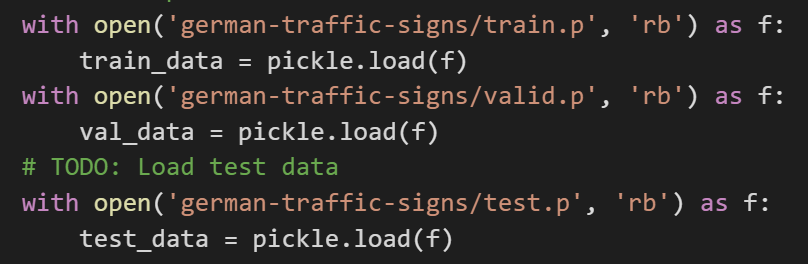 with open('german-traffic-signs/train.p', 'rb') as f:
    train_data = pickle.load(f)
with open('german-traffic-signs/valid.p', 'rb') as f:
    val_data = pickle.load(f)
# TODO: Load test data
with open('german-traffic-signs/test.p', 'rb') as f:
    test_data = pickle.load(f)